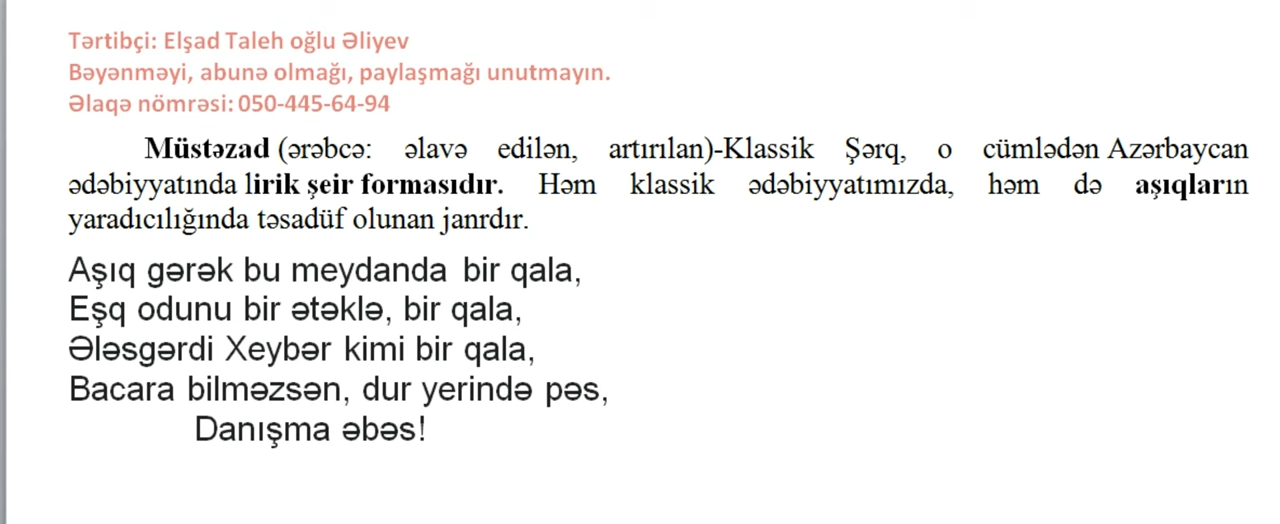 Tərtibçi: Elşad Taleh oğlu Əliyev
Bəyənməyi, abunə olmağı, paylaşmağı unutmayın.
Əlaqə nömrəsi: 050-445-64-94
Müstəzad (ərəbcə: əlavə edilən, artırılan)-Klassik Şərq, o cümlədən Azərbaycan
ədəbiyyatında lirik şeir formasıdır. Həm klassik ədəbiyyatımızda, həm də aşıqların
yaradıcılığında təsadüf olunan janrdır.
Aşıq gərək bu meydanda bir qala,
Eşq odunu bir ətəklə, bir qala,
Ələsgərdi Xeybər kimi bir qala,
Bacara bilməzsən, dur yerində pəs,
Danışma əbəs!